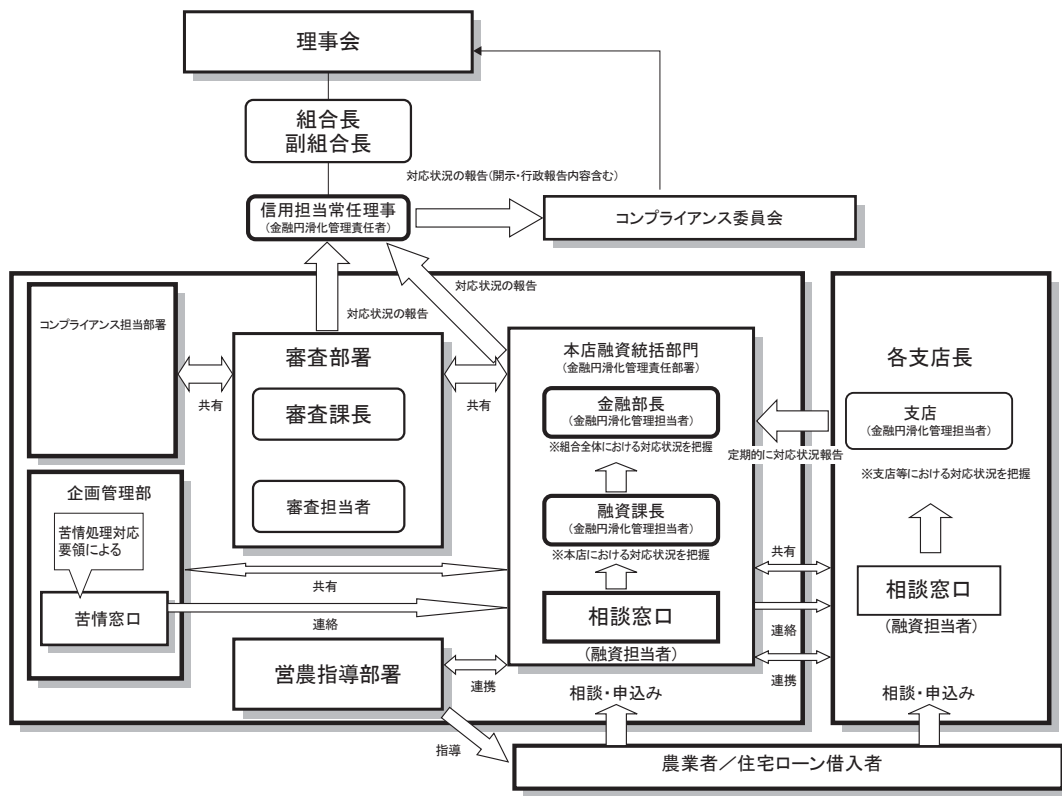 理事会
組合長
副組合長
対応状況の報告(開示・行政報告内容含む)
信用担当常任理事
(金融円滑化管理責任者)
コンプライアンス委員会
対応状況の報告
対応状況の報告
コンプライアンス担当部署
共有
審査部署
審査課長
審査担当者
共有
本店融資統括部門
(金融円滑化管理責任部署)
金融部長
(金融円滑化管理担当者)
※組合全体における対応状況を把握
融資課長
(金融円滑化管理担当者)
※本店における対応状況を把握
相談窓口
(融資担当者)
各支店長
支店
(金融円滑化管理担当者)
定期的に対応状況報告
※支店等における対応状況を把握
相談窓口
(融資担当者)
企画管理部
苦情処理対応
要領による
苦情窓口
共有
連絡
共有
連絡
連携
営農指導部署
連携
相談・申込み
相談・申込み
指導
農業者／住宅ローン借入者